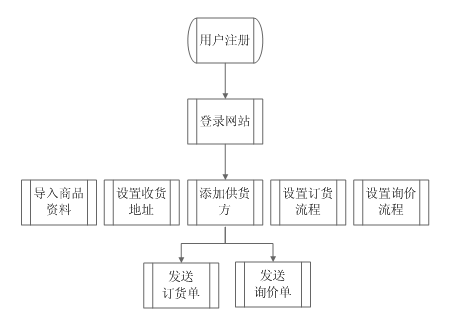 用户注册
登录网站
导入商品
资料
设置收货
地址
添加供货
方
设置订货
流程
设置询价
流程
发送
订货单
发送
询价单